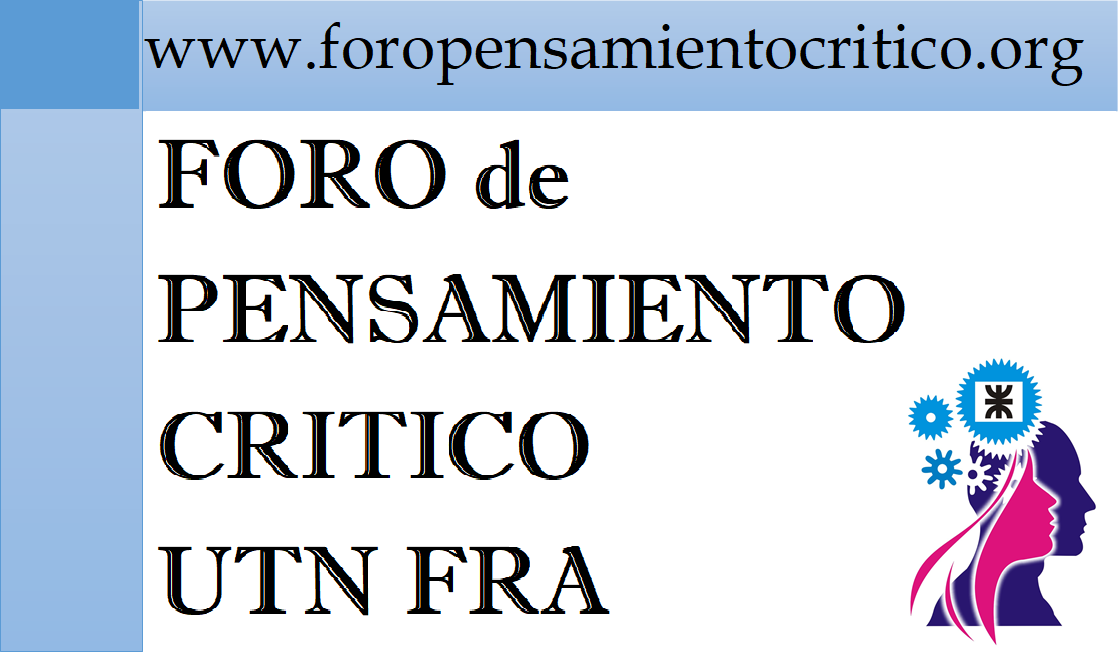 www.foropensamientocritico.org
FORO de
PENSAMIENTO
CRITICO
UTN FRA